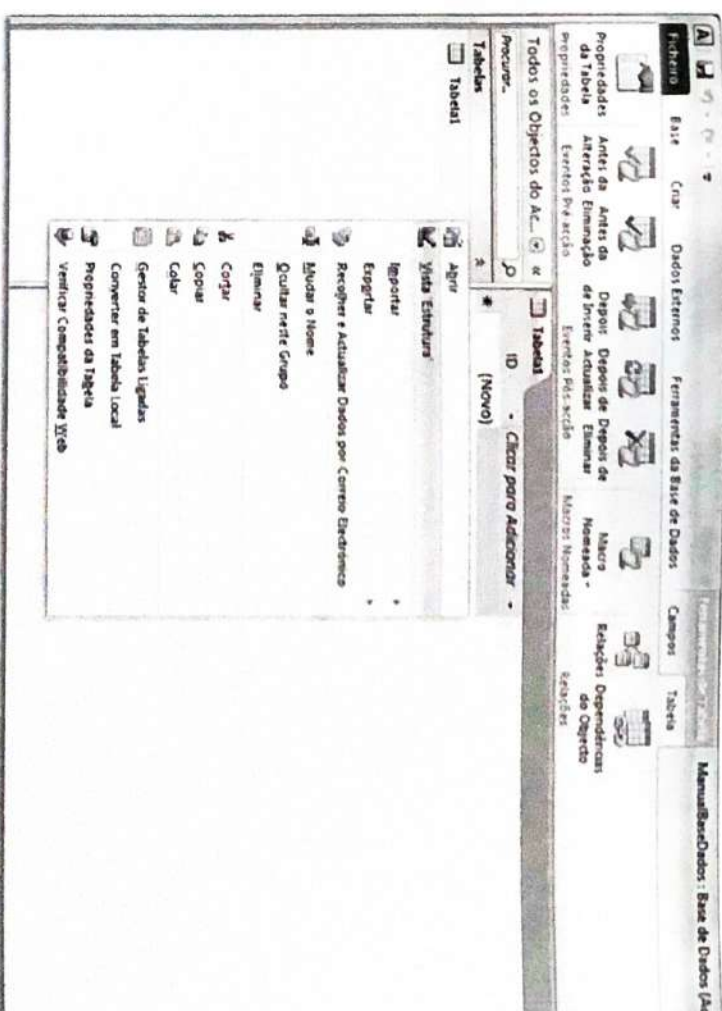 ManualBaseDados : Base de Dados (Ac
Ficheiro Base Criar Dados Externos Ferramentas da Base de Dados Campos Tabela
Propriedades da Tabela
Antes da Alteração
Antes da Eliminação
Depois de Inserir
Depois de Actualizar
Depois de Eliminar
Macro Nomeada
Relações
Dependências do Objecto
Propriedades Eventos Pré-acção Eventos Pós-acção Macros Nomeadas Relações
Todos os Objectos do Ac...
Procurar...
Tabelas
Tabela1
Tabela1
ID Clicar para Adicionar
(Novo)
Abrir
Vista 'Estrutura'
Importar
Exportar
Recolher e Actualizar Dados por Correio Electrónico
Mudar o Nome
Ocultar neste Grupo
Eliminar
Cortar
Copiar
Colar
Gestor de Tabelas Ligadas
Converter em Tabela Local
Propriedades da Tabela
Verificar Compatibilidade Web